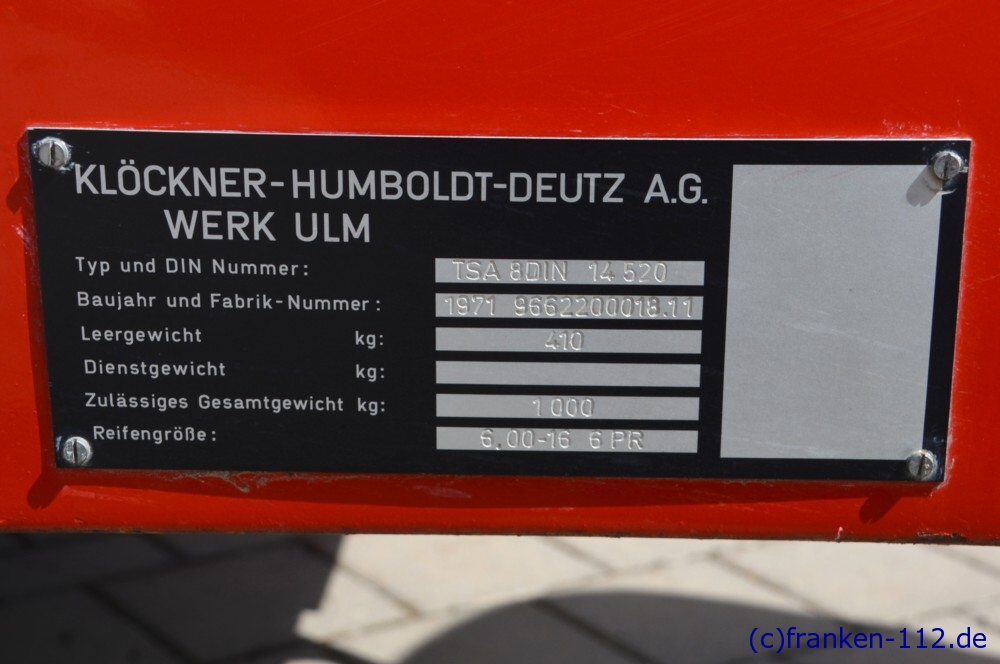 KLÖCKNER-HUMBOLDT-DEUTZ A.G.
WERK ULM
Typ und DIN Nummer: TSA 8DIN 14 520
Baujahr und Fabrik-Nummer: 1971 9662200018.11
Leergewicht kg: 410
Dienstgewicht kg:
Zulässiges Gesamtgewicht kg: 1 000
Reifengröße: 6,00-16 6 PR
(c)franken-112.de